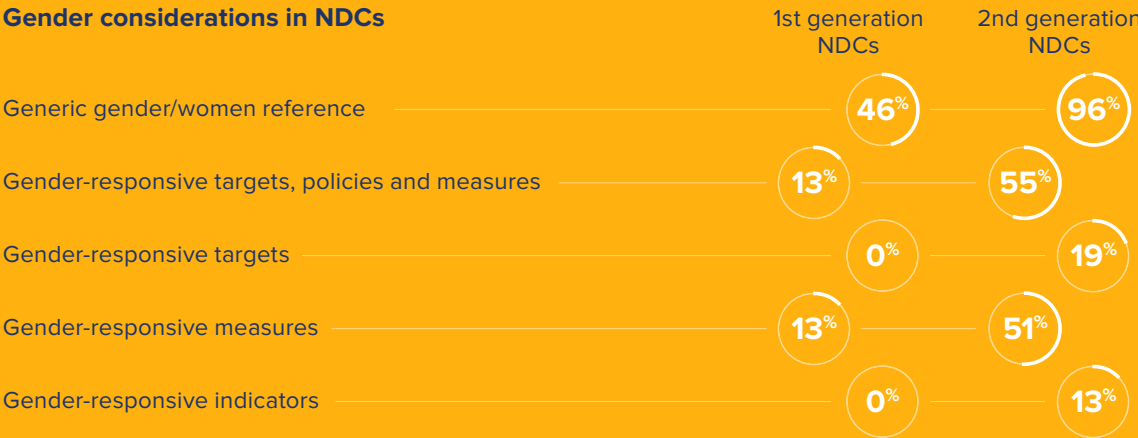 Gender considerations in NDCs
1st generation NDCs
2nd generation NDCs
Generic gender/women reference 46% 96%
Gender-responsive targets, policies and measures 13% 55%
Gender-responsive targets 0% 19%
Gender-responsive measures 13% 51%
Gender-responsive indicators 0% 13%